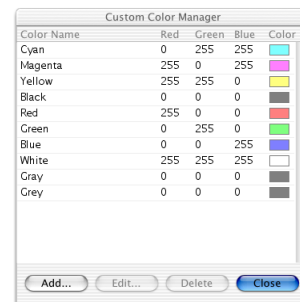 Custom Color Manager
Color Name Red Green Blue Color
Cyan 0 255 255
Magenta 255 0 255
Yellow 255 255 0
Black 0 0 0
Red 255 0 0
Green 0 255 0
Blue 0 0 255
White 255 255 255
Gray 0 0 0
Grey 0 0 0
Add... Edit... Delete Close